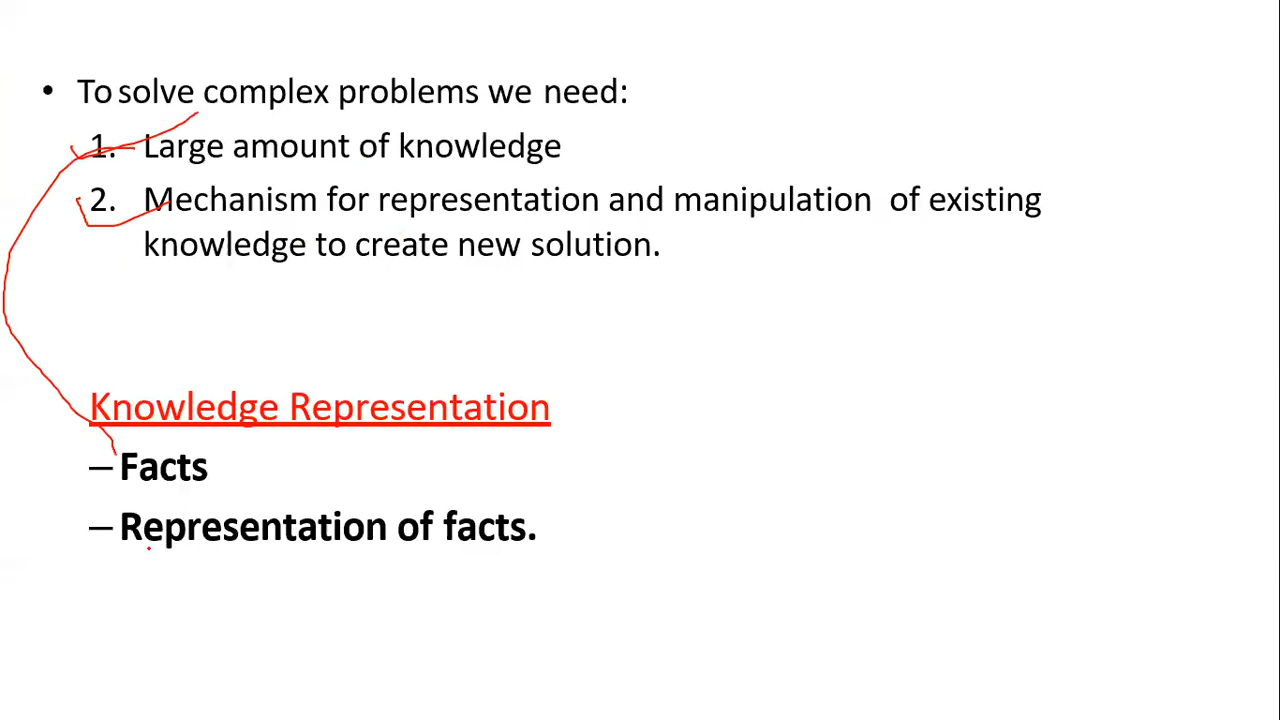 • To solve complex problems we need:
1. Large amount of knowledge
2. Mechanism for representation and manipulation of existing
knowledge to create new solution.
Knowledge Representation
– Facts
– Representation of facts.